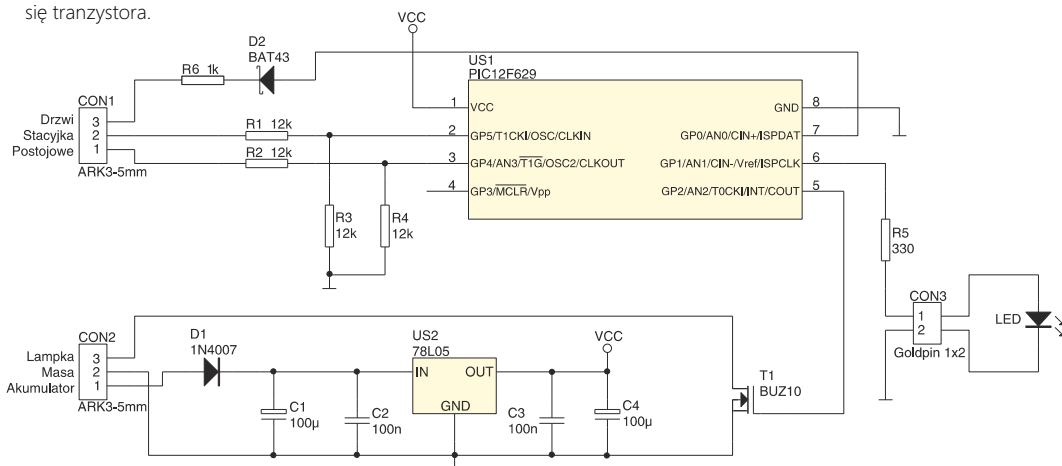 się tranzystora.
VCC
D2
BAT43
R6 1k
US1
PIC12F629
CON1
Drzwi 3
Stacyjka 2
Postojowe 1
ARK3-5mm
R1 12k
R2 12k
R3
12k
R4
12k
1 VCC
2 GP5/T1CKI/OSC/CLKIN
3 GP4/AN3/T1G/OSC2/CLKOUT
4 GP3/MCLR/Vpp
GND 8
GP0/AN0/CIN+/ISPDAT 7
GP1/AN1/CIN-/Vref/ISPCLK 6
GP2/AN2/T0CKI/INT/COUT 5
R5
330
CON3
1
2
Goldpin 1x2
LED
CON2
Lampka 3
Masa 2
Akumulator 1
ARK3-5mm
D1
1N4007
US2
78L05
IN OUT
GND
VCC
C1
100µ
C2
100n
C3
100n
C4
100µ
T1
BUZ10